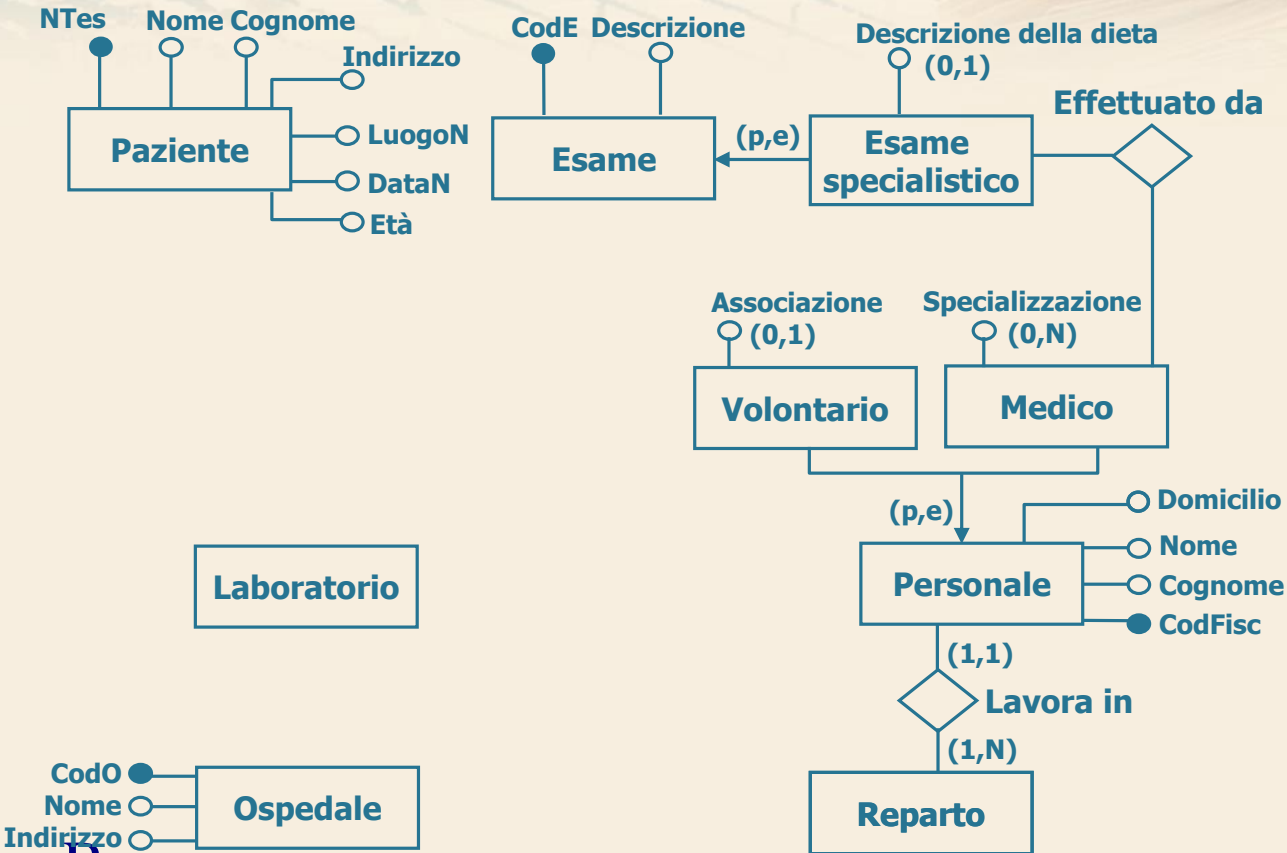 NTes
Nome Cognome
Indirizzo
Paziente
LuogoN
DataN
Età
CodE Descrizione
Esame
(p,e)
Descrizione della dieta
(0,1)
Esame
specialistico
Effettuato da
Associazione
(0,1)
Volontario
Specializzazione
(0,N)
Medico
(p,e)
Domicilio
Nome
Cognome
CodFisc
Personale
(1,1)
Lavora in
(1,N)
Reparto
Laboratorio
CodO
Nome
Indirizzo
Ospedale